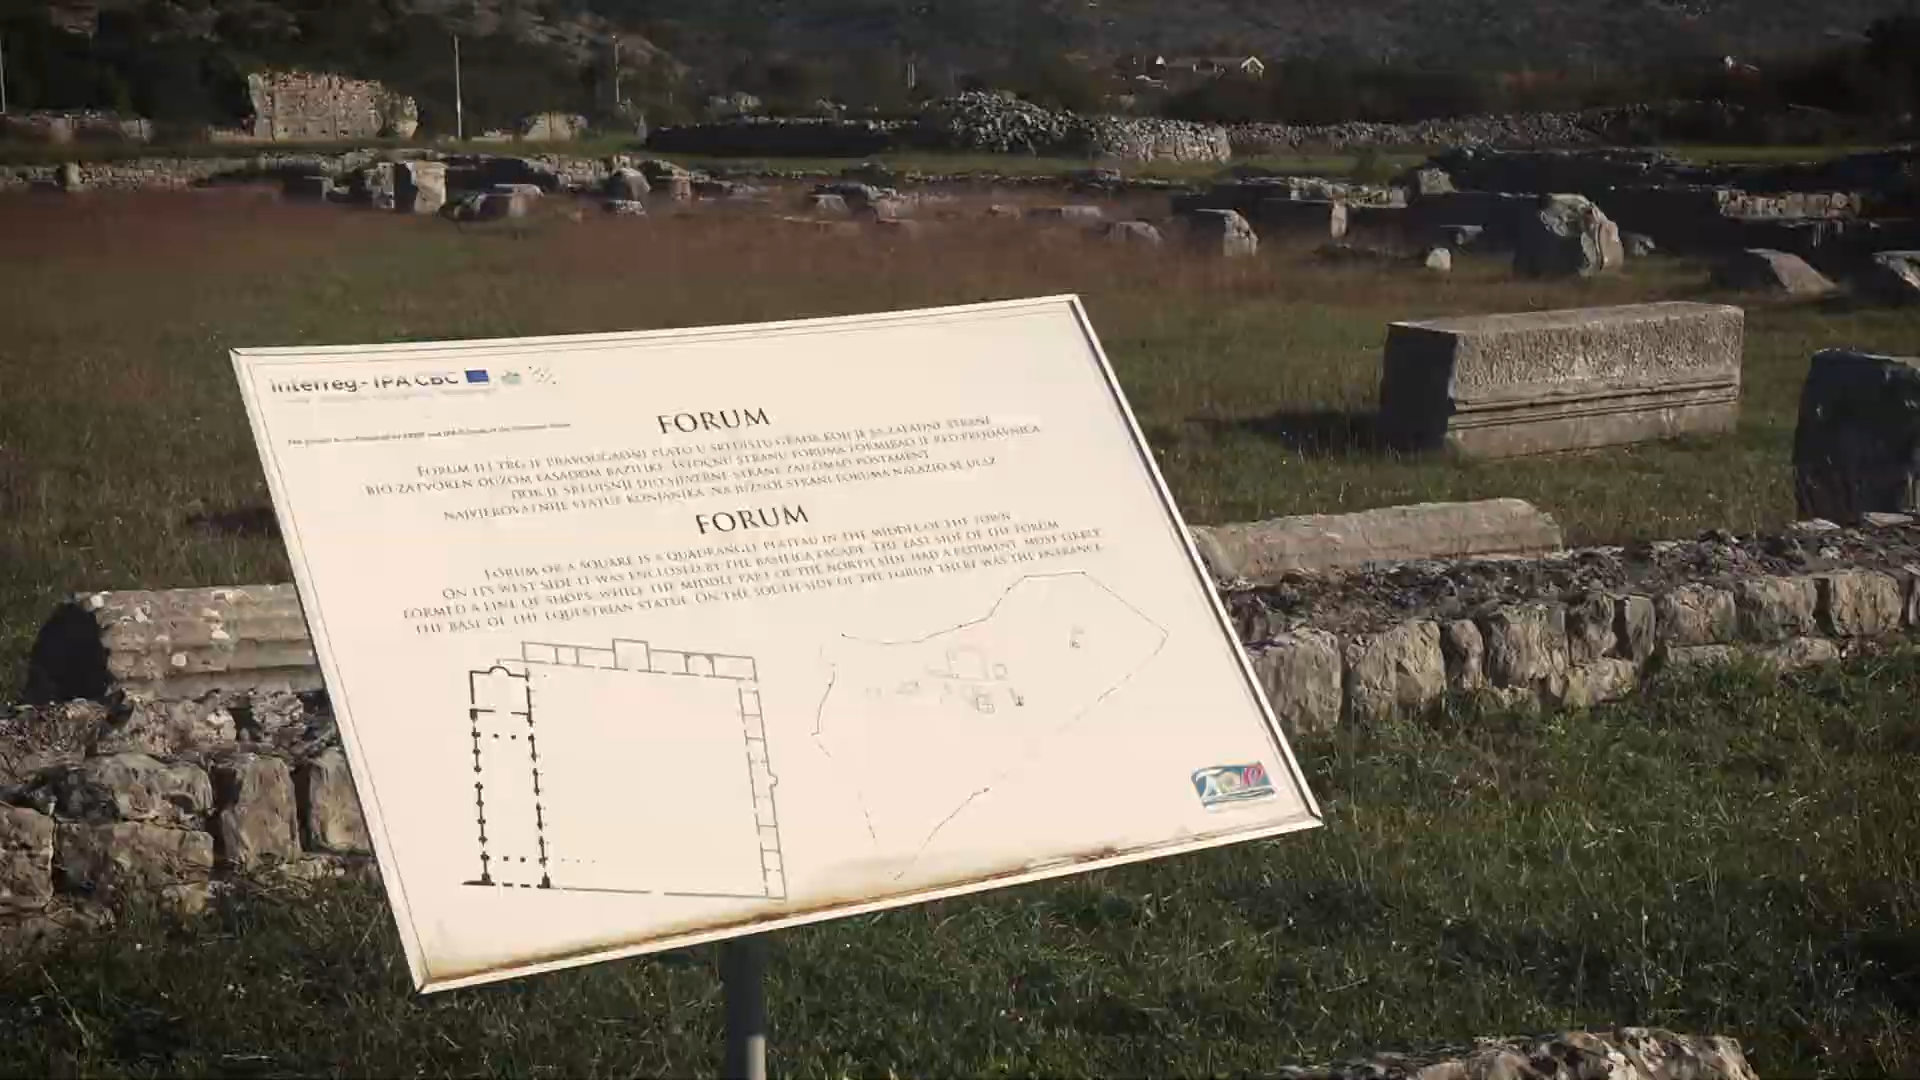 Interreg - IPA CBC
FORUM
FORUM ILI TRG JE PRAVOUGAONI PLATO U SREDIŠTU GRADA KOJI JE SA ZAPADNE STRANE
BIO ZATVOREN DUŽOM FASADOM BAZILIKE. ISTOČNU STRANU FORUMA FORMIRAO JE RED PRODAVNICA
DOK JE SREDIŠNJI DIO SJEVERNE STRANE ZAUZIMAO POSTAMENT
NAJVJEROVATNIJE STATUE KONJANIKA. NA JUŽNOJ STRANI FORUMA NALAZIO SE ULAZ
FORUM
FORUM OR A SQUARE IS A QUADRANGLE PLATEAU IN THE MIDDLE OF THE TOWN
ON ITS WEST SIDE IT WAS ENCLOSED BY THE BASILICA FACADE. THE EAST SIDE OF THE FORUM
FORMED A LINE OF SHOPS, WHILE THE MIDDLE PART OF THE NORTH SIDE HAD A PEDIMENT, MOST LIKELY
THE BASE OF THE EQUESTRIAN STATUE. ON THE SOUTH SIDE OF THE FORUM THERE WAS THE ENTRANCE.